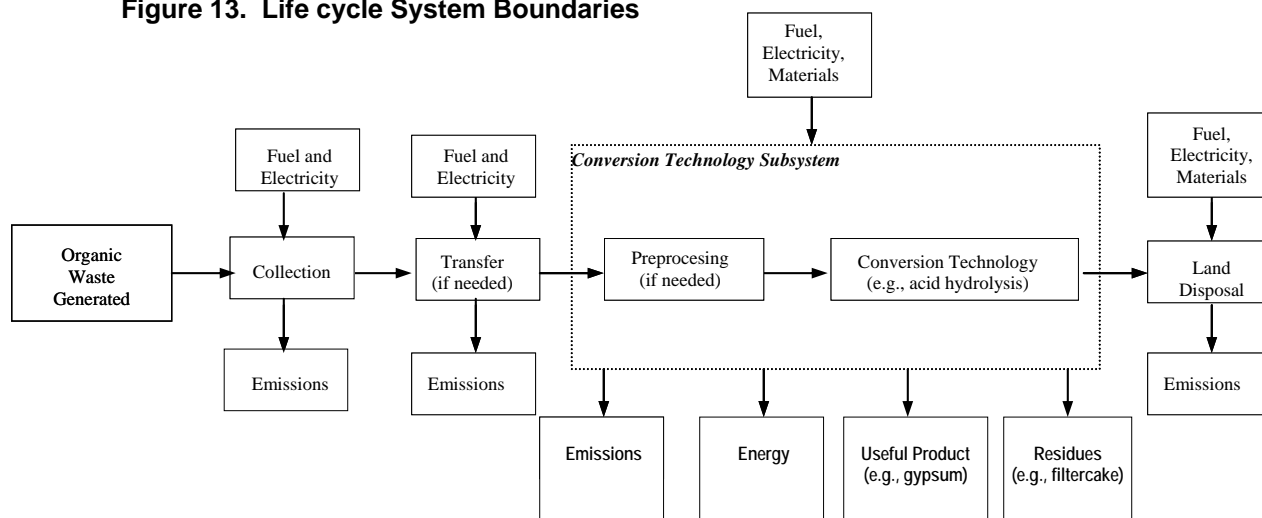 Figure 13. Life cycle System Boundaries
Fuel,
Electricity,
Materials
Fuel and
Electricity
Fuel and
Electricity
Conversion Technology Subsystem
Fuel,
Electricity,
Materials
Organic
Waste
Generated
Collection
Transfer
(if needed)
Preprocesing
(if needed)
Conversion Technology
(e.g., acid hydrolysis)
Land
Disposal
Emissions
Emissions
Emissions
Emissions
Energy
Useful Product
(e.g., gypsum)
Residues
(e.g., filtercake)